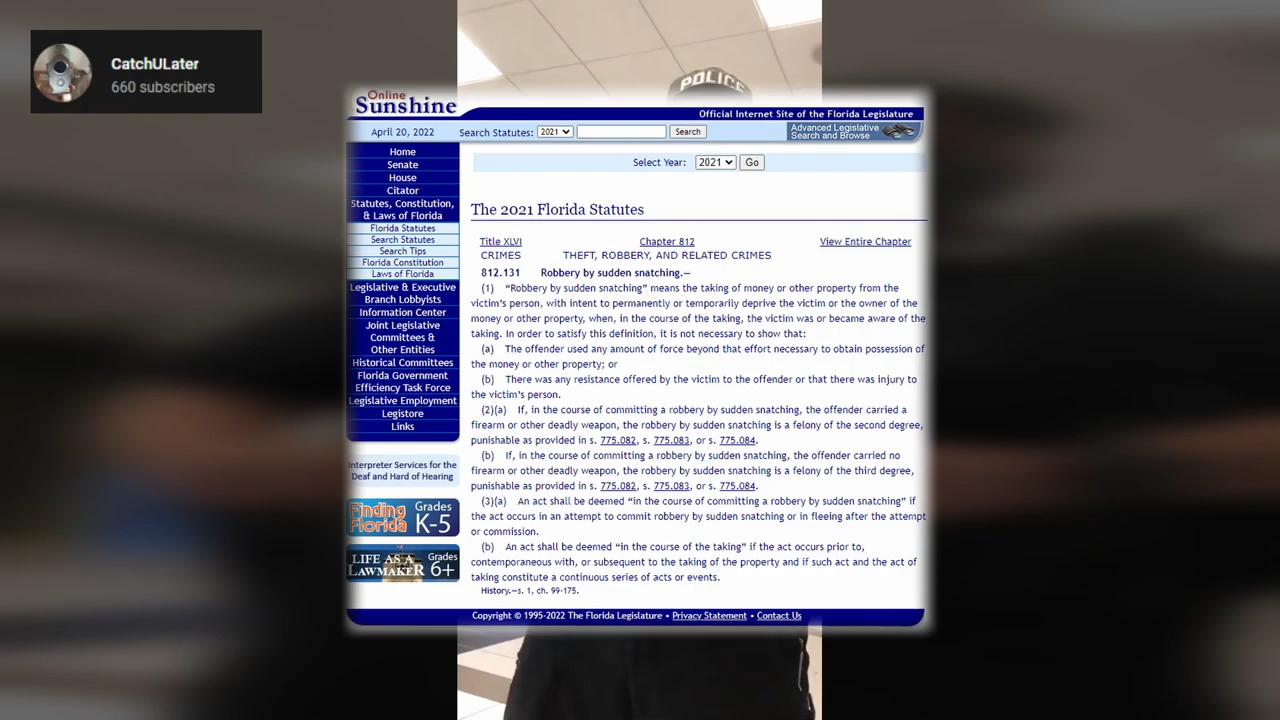 CatchULater
660 subscribers
POLICE
Online
Sunshine
Official Internet Site of the Florida Legislature
April 20, 2022
Search Statutes:
2021
Search
Advanced Legislative
Search and Browse
Select Year:
2021
Go
Home
Senate
House
Citator
Statutes, Constitution,
& Laws of Florida
Florida Statutes
Search Statutes
Search Tips
Florida Constitution
Laws of Florida
Legislative & Executive
Branch Lobbyists
Information Center
Joint Legislative
Committees &
Other Entities
Historical Committees
Florida Government
Efficiency Task Force
Legislative Employment
Legistore
Links
Interpreter Services for the
Deaf and Hard of Hearing
Finding
Florida
Grades
K-5
LIFE AS A
LAWMAKER
Grades
6+
The 2021 Florida Statutes
Title XLVI Chapter 812 View Entire Chapter
CRIMES THEFT, ROBBERY, AND RELATED CRIMES
812.131 Robbery by sudden snatching.—
(1) “Robbery by sudden snatching” means the taking of money or other property from the
victim’s person, with intent to permanently or temporarily deprive the victim or the owner of the
money or other property, when, in the course of the taking, the victim was or became aware of the
taking. In order to satisfy this definition, it is not necessary to show that:
(a) The offender used any amount of force beyond that effort necessary to obtain possession of
the money or other property; or
(b) There was any resistance offered by the victim to the offender or that there was injury to
the victim’s person.
(2)(a) If, in the course of committing a robbery by sudden snatching, the offender carried a
firearm or other deadly weapon, the robbery by sudden snatching is a felony of the second degree,
punishable as provided in s. 775.082, s. 775.083, or s. 775.084.
(b) If, in the course of committing a robbery by sudden snatching, the offender carried no
firearm or other deadly weapon, the robbery by sudden snatching is a felony of the third degree,
punishable as provided in s. 775.082, s. 775.083, or s. 775.084.
(3)(a) An act shall be deemed “in the course of committing a robbery by sudden snatching” if
the act occurs in an attempt to commit robbery by sudden snatching or in fleeing after the attempt
or commission.
(b) An act shall be deemed “in the course of the taking” if the act occurs prior to,
contemporaneous with, or subsequent to the taking of the property and if such act and the act of
taking constitute a continuous series of acts or events.
History.—s. 1, ch. 99-175.
Copyright © 1995-2022 The Florida Legislature • Privacy Statement • Contact Us